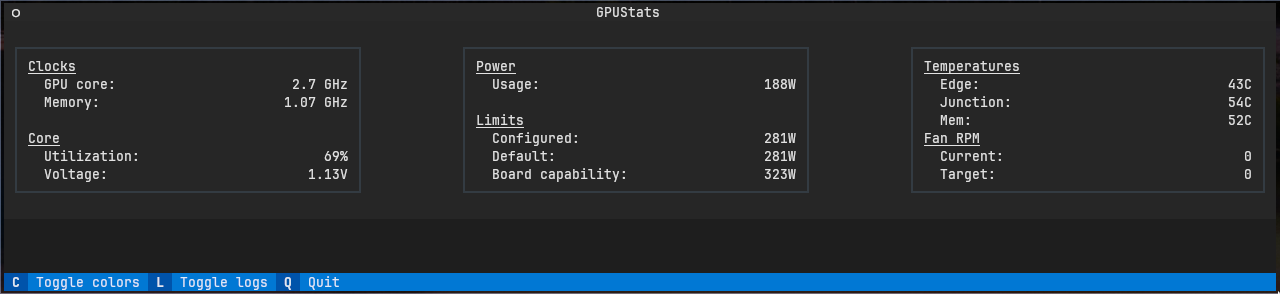 GPUStats
Clocks
GPU core: 2.7 GHz
Memory: 1.07 GHz
Core
Utilization: 69%
Voltage: 1.13V
Power
Usage: 188W
Limits
Configured: 281W
Default: 281W
Board capability: 323W
Temperatures
Edge: 43C
Junction: 54C
Mem: 52C
Fan RPM
Current: 0
Target: 0
C Toggle colors L Toggle logs Q Quit